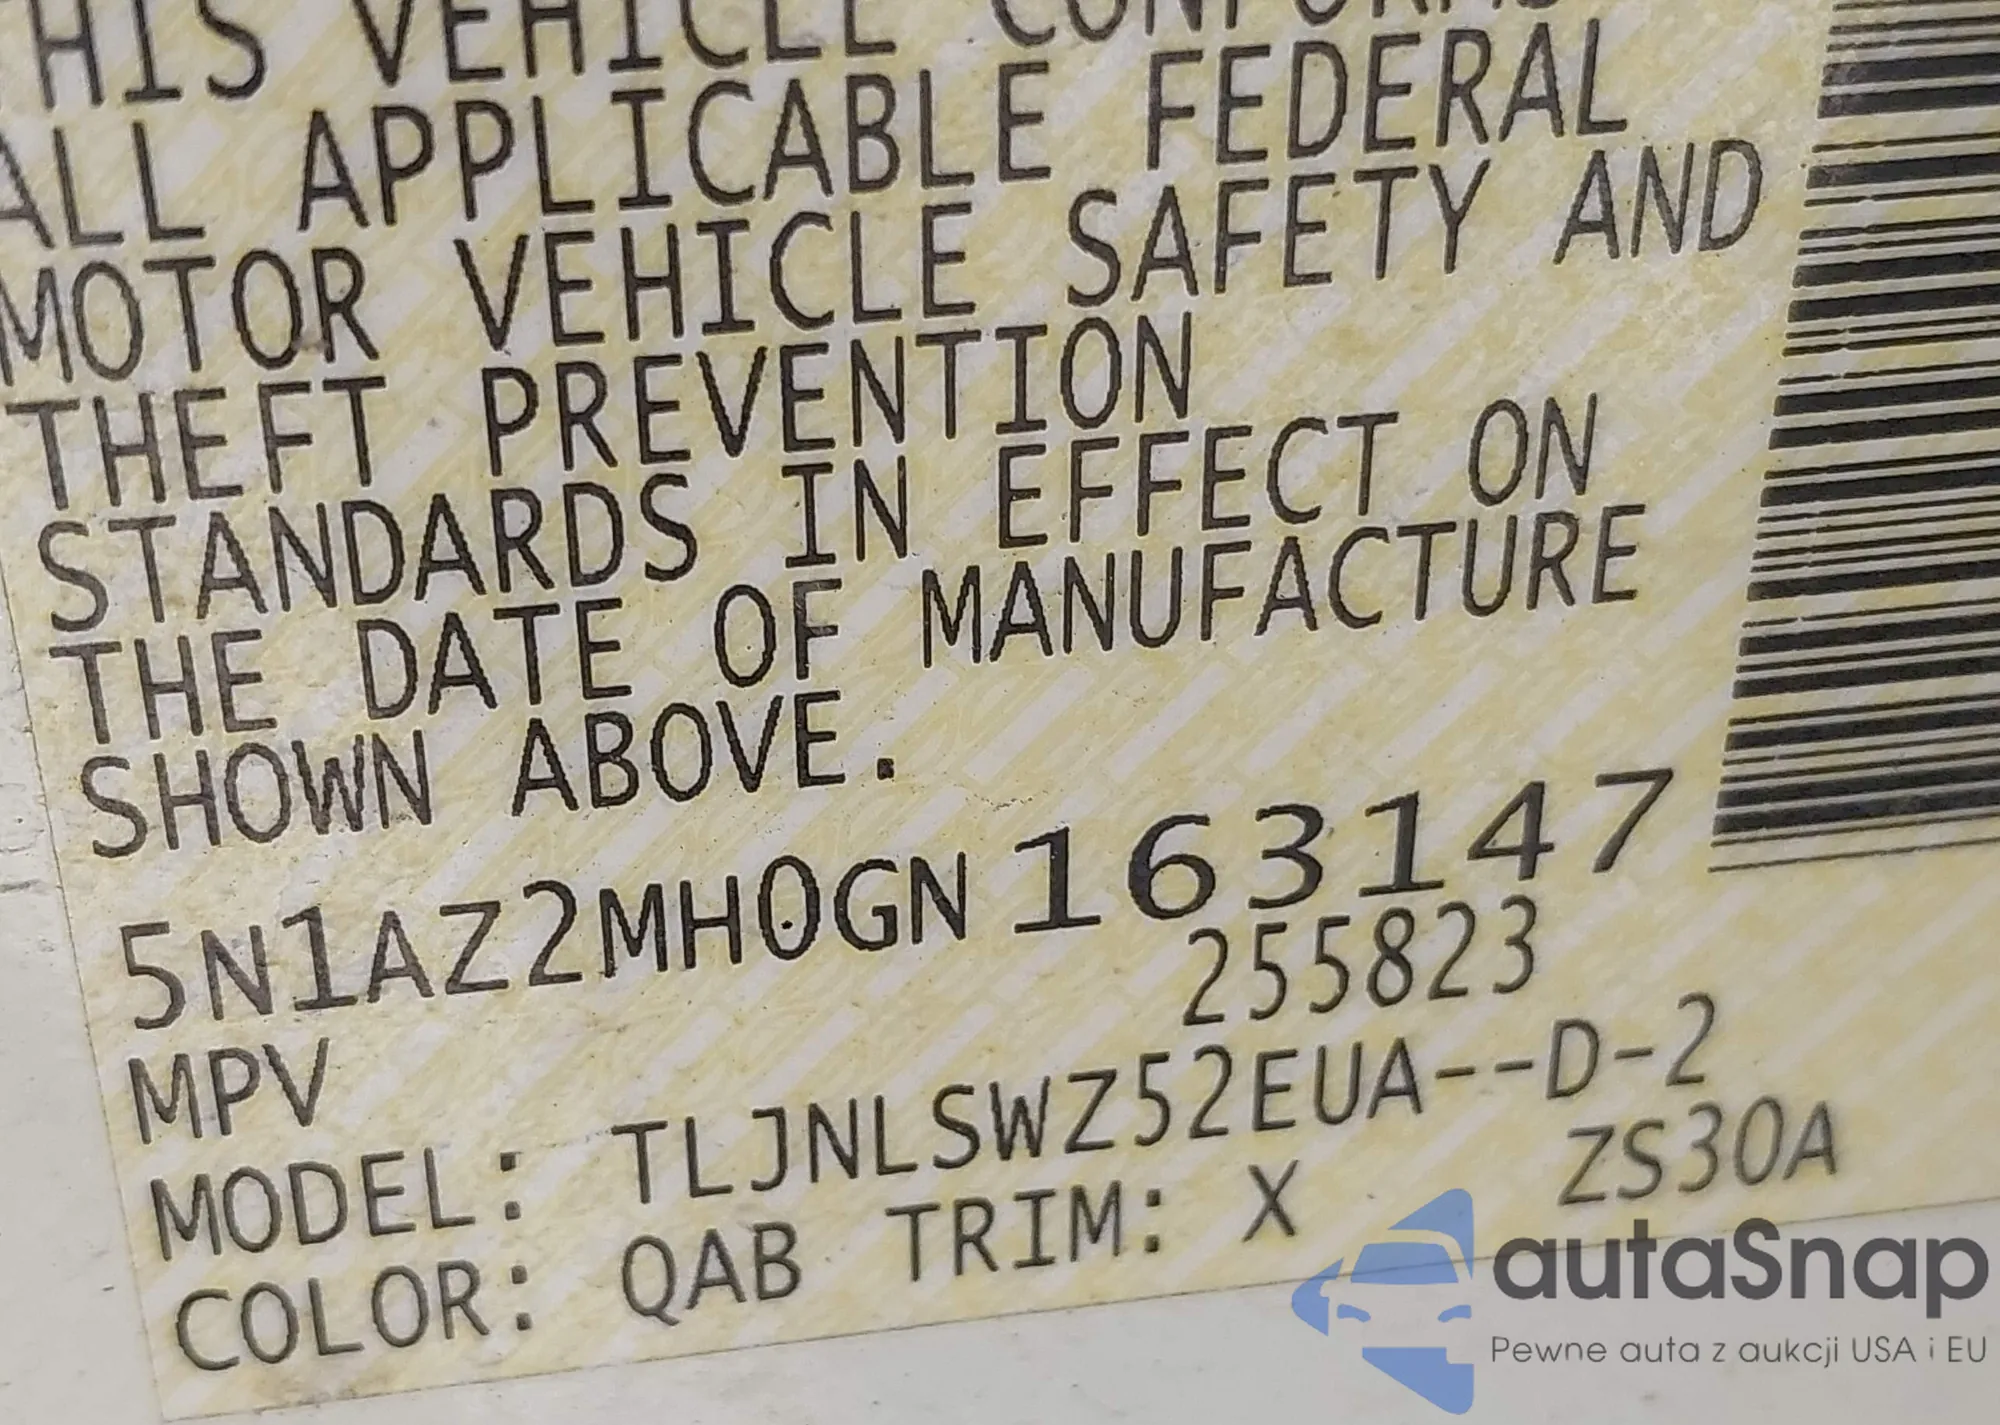 THIS VEHICLE CONFORMS
ALL APPLICABLE FEDERAL
MOTOR VEHICLE SAFETY AND
THEFT PREVENTION
STANDARDS IN EFFECT ON
THE DATE OF MANUFACTURE
SHOWN ABOVE.
5N1AZ2MH0GN163147
255823
MPV
MODEL: TLJNLSWZ52EUA--D-2
COLOR: QAB TRIM: X ZS30A
autaSnap
Pewne auta z aukcji USA i EU